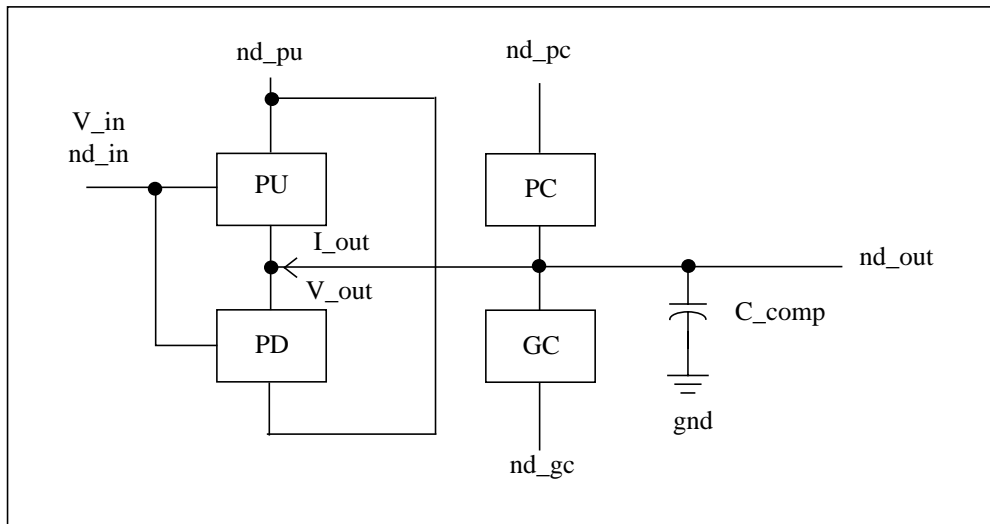 nd_pu
nd_pc
V_in
nd_in
PU
PC
I_out
V_out
nd_out
PD
GC
C_comp
gnd
nd_gc